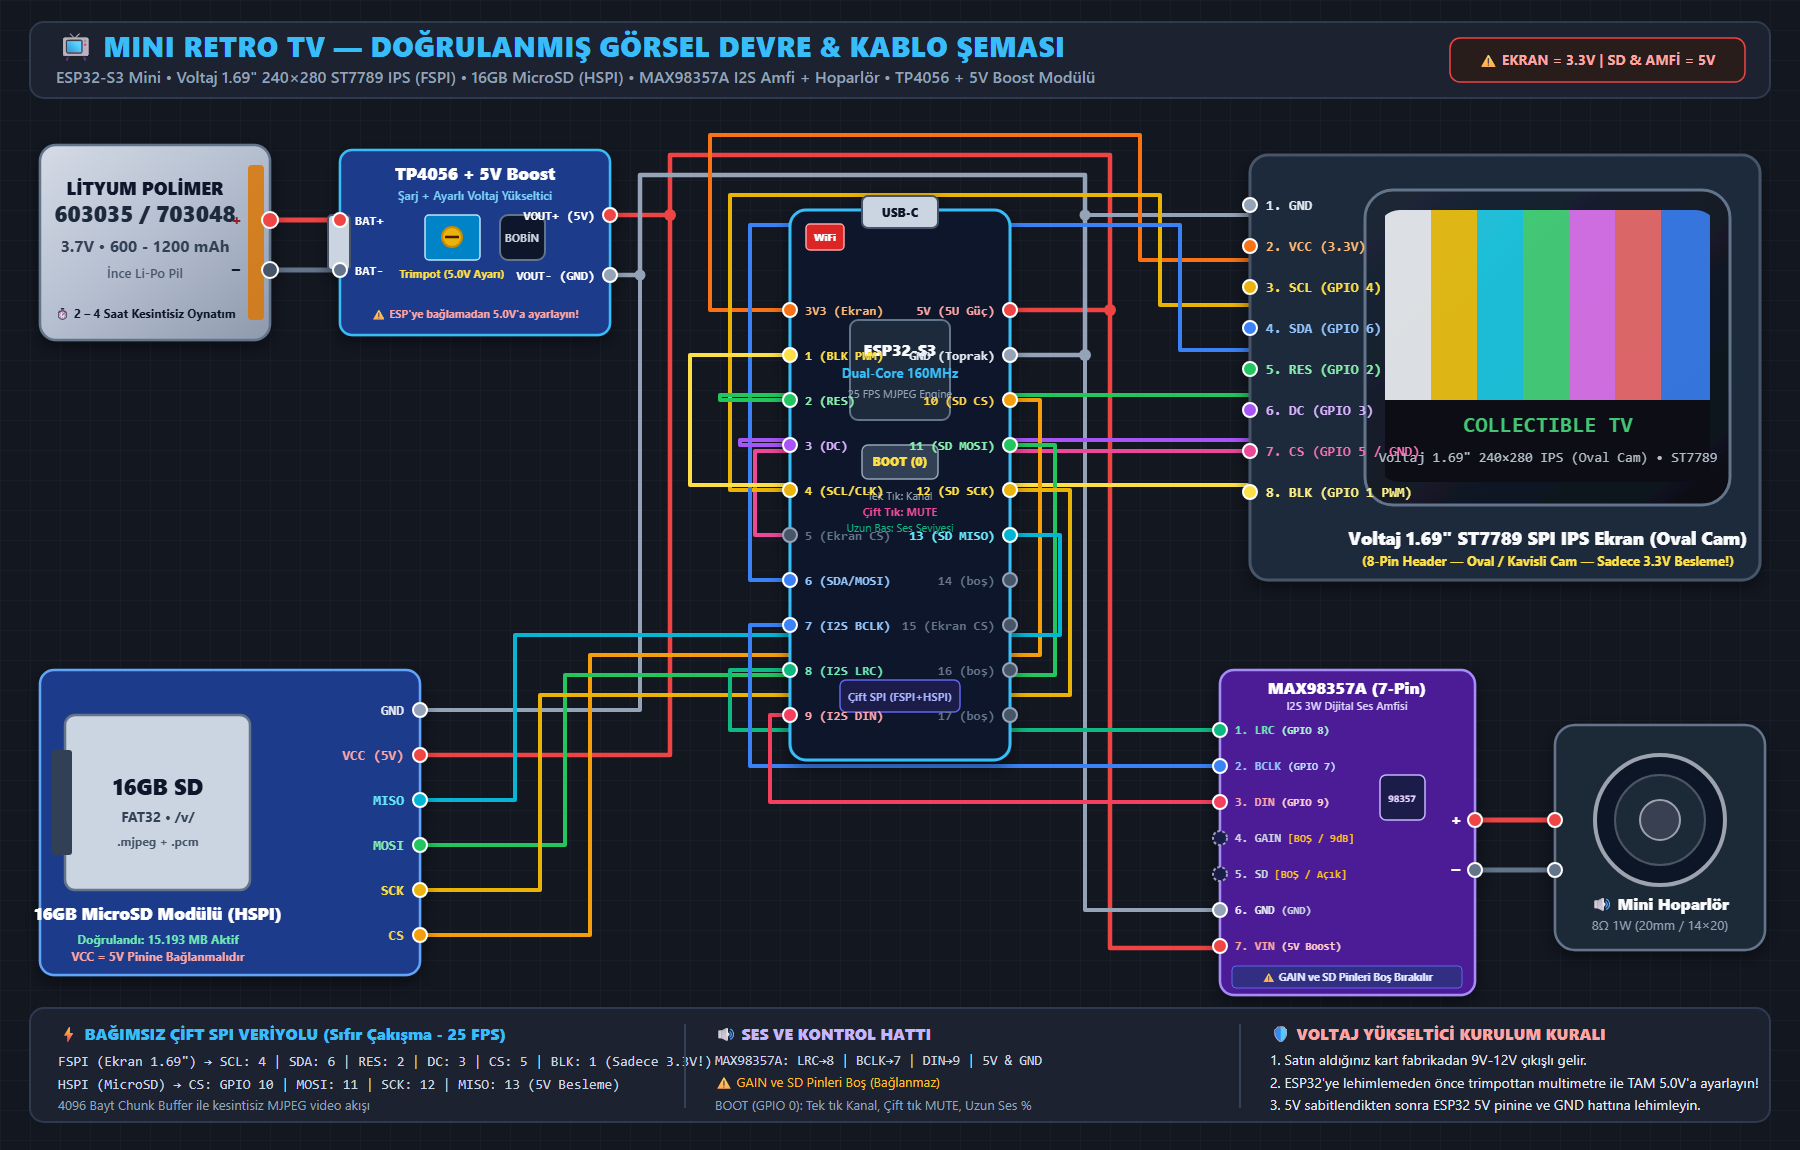 📺 MINI RETRO TV — DOĞRULANMIŞ GÖRSEL DEVRE & KABLO ŞEMASI
ESP32-S3 Mini • Voltaj 1.69" 240×280 ST7789 IPS (FSPI) • 16GB MicroSD (HSPI) • MAX98357A I2S Amfi + Hoparlör • TP4056 + 5V Boost Modülü
⚠ EKRAN = 3.3V | SD & AMFİ = 5V
LİTYUM POLİMER
603035 / 703048
3.7V • 600 - 1200 mAh
İnce Li-Po Pil
⏱ 2 – 4 Saat Kesintisiz Oynatım
+
−
TP4056 + 5V Boost
Şarj + Ayarlı Voltaj Yükseltici
BAT+
BAT-
BOBİN
VOUT+ (5V)
VOUT- (GND)
Trimpot (5.0V Ayarı)
⚠ ESP'ye bağlamadan 5.0V'a ayarlayın!
USB-C
WiFi
3V3 (Ekran)
1 (BLK PWM)
2 (RES)
3 (DC)
4 (SCL/CLK)
5 (Ekran CS)
6 (SDA/MOSI)
7 (I2S BCLK)
8 (I2S LRC)
9 (I2S DIN)
5V (5U Güç)
GND (Toprak)
10 (SD CS)
11 (SD MOSI)
12 (SD SCK)
13 (SD MISO)
14 (boş)
15 (Ekran CS)
16 (boş)
17 (boş)
ESP32-S3
Dual-Core 160MHz
25 FPS MJPEG Engine
BOOT (0)
Tek Tık: Kanal
Çift Tık: MUTE
Uzun Bas: Ses Seviyesi
Çift SPI (FSPI+HSPI)
1. GND
2. VCC (3.3V)
3. SCL (GPIO 4)
4. SDA (GPIO 6)
5. RES (GPIO 2)
6. DC (GPIO 3)
7. CS (GPIO 5 / GND)
8. BLK (GPIO 1 PWM)
COLLECTIBLE TV
Voltaj 1.69" 240×280 IPS (Oval Cam) • ST7789
Voltaj 1.69" ST7789 SPI IPS Ekran (Oval Cam)
(8-Pin Header — Oval / Kavisli Cam — Sadece 3.3V Besleme!)
16GB SD
FAT32 • /v/
.mjpeg + .pcm
16GB MicroSD Modülü (HSPI)
Doğrulandı: 15.193 MB Aktif
VCC = 5V Pinine Bağlanmalıdır
GND
VCC (5V)
MISO
MOSI
SCK
CS
MAX98357A (7-Pin)
I2S 3W Dijital Ses Amfisi
1. LRC (GPIO 8)
2. BCLK (GPIO 7)
3. DIN (GPIO 9)
4. GAIN [BOŞ / 9dB]
5. SD [BOŞ / Açık]
6. GND (GND)
7. VIN (5V Boost)
98357
+
−
⚠ GAIN ve SD Pinleri Boş Bırakılır
🔊 Mini Hoparlör
8Ω 1W (20mm / 14×20)
⚡ BAĞIMSIZ ÇİFT SPI VERİYOLU (Sıfır Çakışma - 25 FPS)
FSPI (Ekran 1.69") → SCL: 4 | SDA: 6 | RES: 2 | DC: 3 | CS: 5 | BLK: 1 (Sadece 3.3V!)
HSPI (MicroSD) → CS: GPIO 10 | MOSI: 11 | SCK: 12 | MISO: 13 (5V Besleme)
4096 Bayt Chunk Buffer ile kesintisiz MJPEG video akışı
🔊 SES VE KONTROL HATTI
MAX98357A: LRC→8 | BCLK→7 | DIN→9 | 5V & GND
⚠ GAIN ve SD Pinleri Boş (Bağlanmaz)
BOOT (GPIO 0): Tek tık Kanal, Çift tık MUTE, Uzun Ses %
🛡 VOLTAJ YÜKSELTİCİ KURULUM KURALI
1. Satın aldığınız kart fabrikadan 9V-12V çıkışlı gelir.
2. ESP32'ye lehimlemeden önce trimpottan multimetre ile TAM 5.0V'a ayarlayın!
3. 5V sabitlendikten sonra ESP32 5V pinine ve GND hattına lehimleyin.